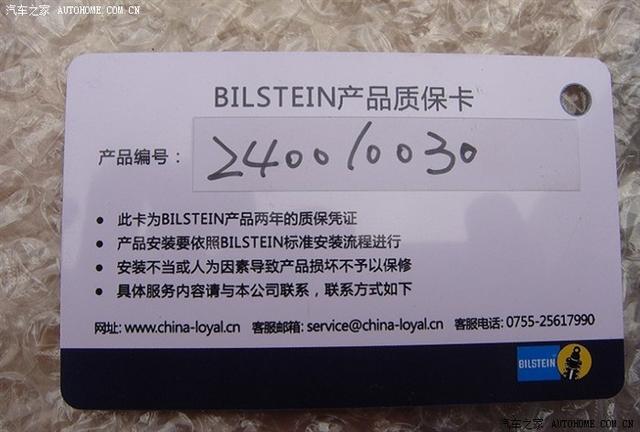 汽车之家 AUTOHOME.COM.CN
BILSTEIN产品质保卡
产品编号： 240010030
• 此卡为BILSTEIN产品两年的质保凭证
• 产品安装要依照BILSTEIN标准安装流程进行
• 安装不当或人为因素导致产品损坏不予以保修
• 具体服务内容请与本公司联系，联系方式如下
网址: www.china-loyal.cn 客服邮箱: service@china-loyal.cn 客服电话: 0755-25617990
BILSTEIN
汽车之家 AUTOHOME.COM.CN